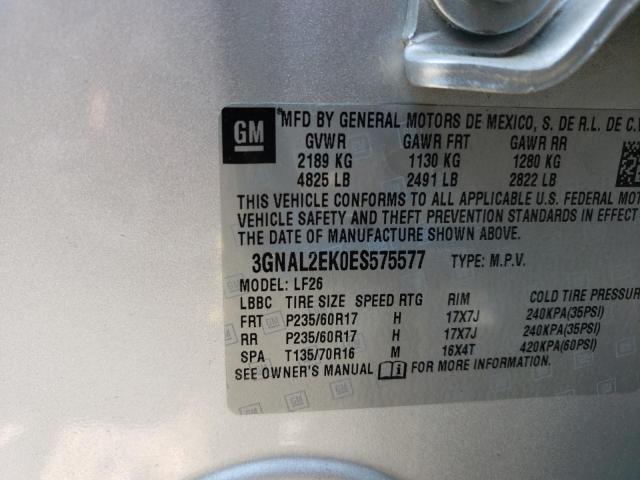 GM MFD BY GENERAL MOTORS DE MEXICO, S. DE R.L. DE C.V
GVWR GAWR FRT GAWR RR
2189 KG 1130 KG 1280 KG
4825 LB 2491 LB 2822 LB
THIS VEHICLE CONFORMS TO ALL APPLICABLE U.S. FEDERAL MOT
VEHICLE SAFETY AND THEFT PREVENTION STANDARDS IN EFFECT
THE DATE OF MANUFACTURE SHOWN ABOVE.
3GNAL2EK0ES575577 TYPE: M.P.V.
MODEL: LF26
LBBC TIRE SIZE SPEED RTG RIM COLD TIRE PRESSUR
FRT P235/60R17 H 17X7J 240KPA(35PSI)
RR P235/60R17 H 17X7J 240KPA(35PSI)
SPA T135/70R16 M 16X4T 420KPA(60PSI)
SEE OWNER'S MANUAL FOR MORE INFORMATION.